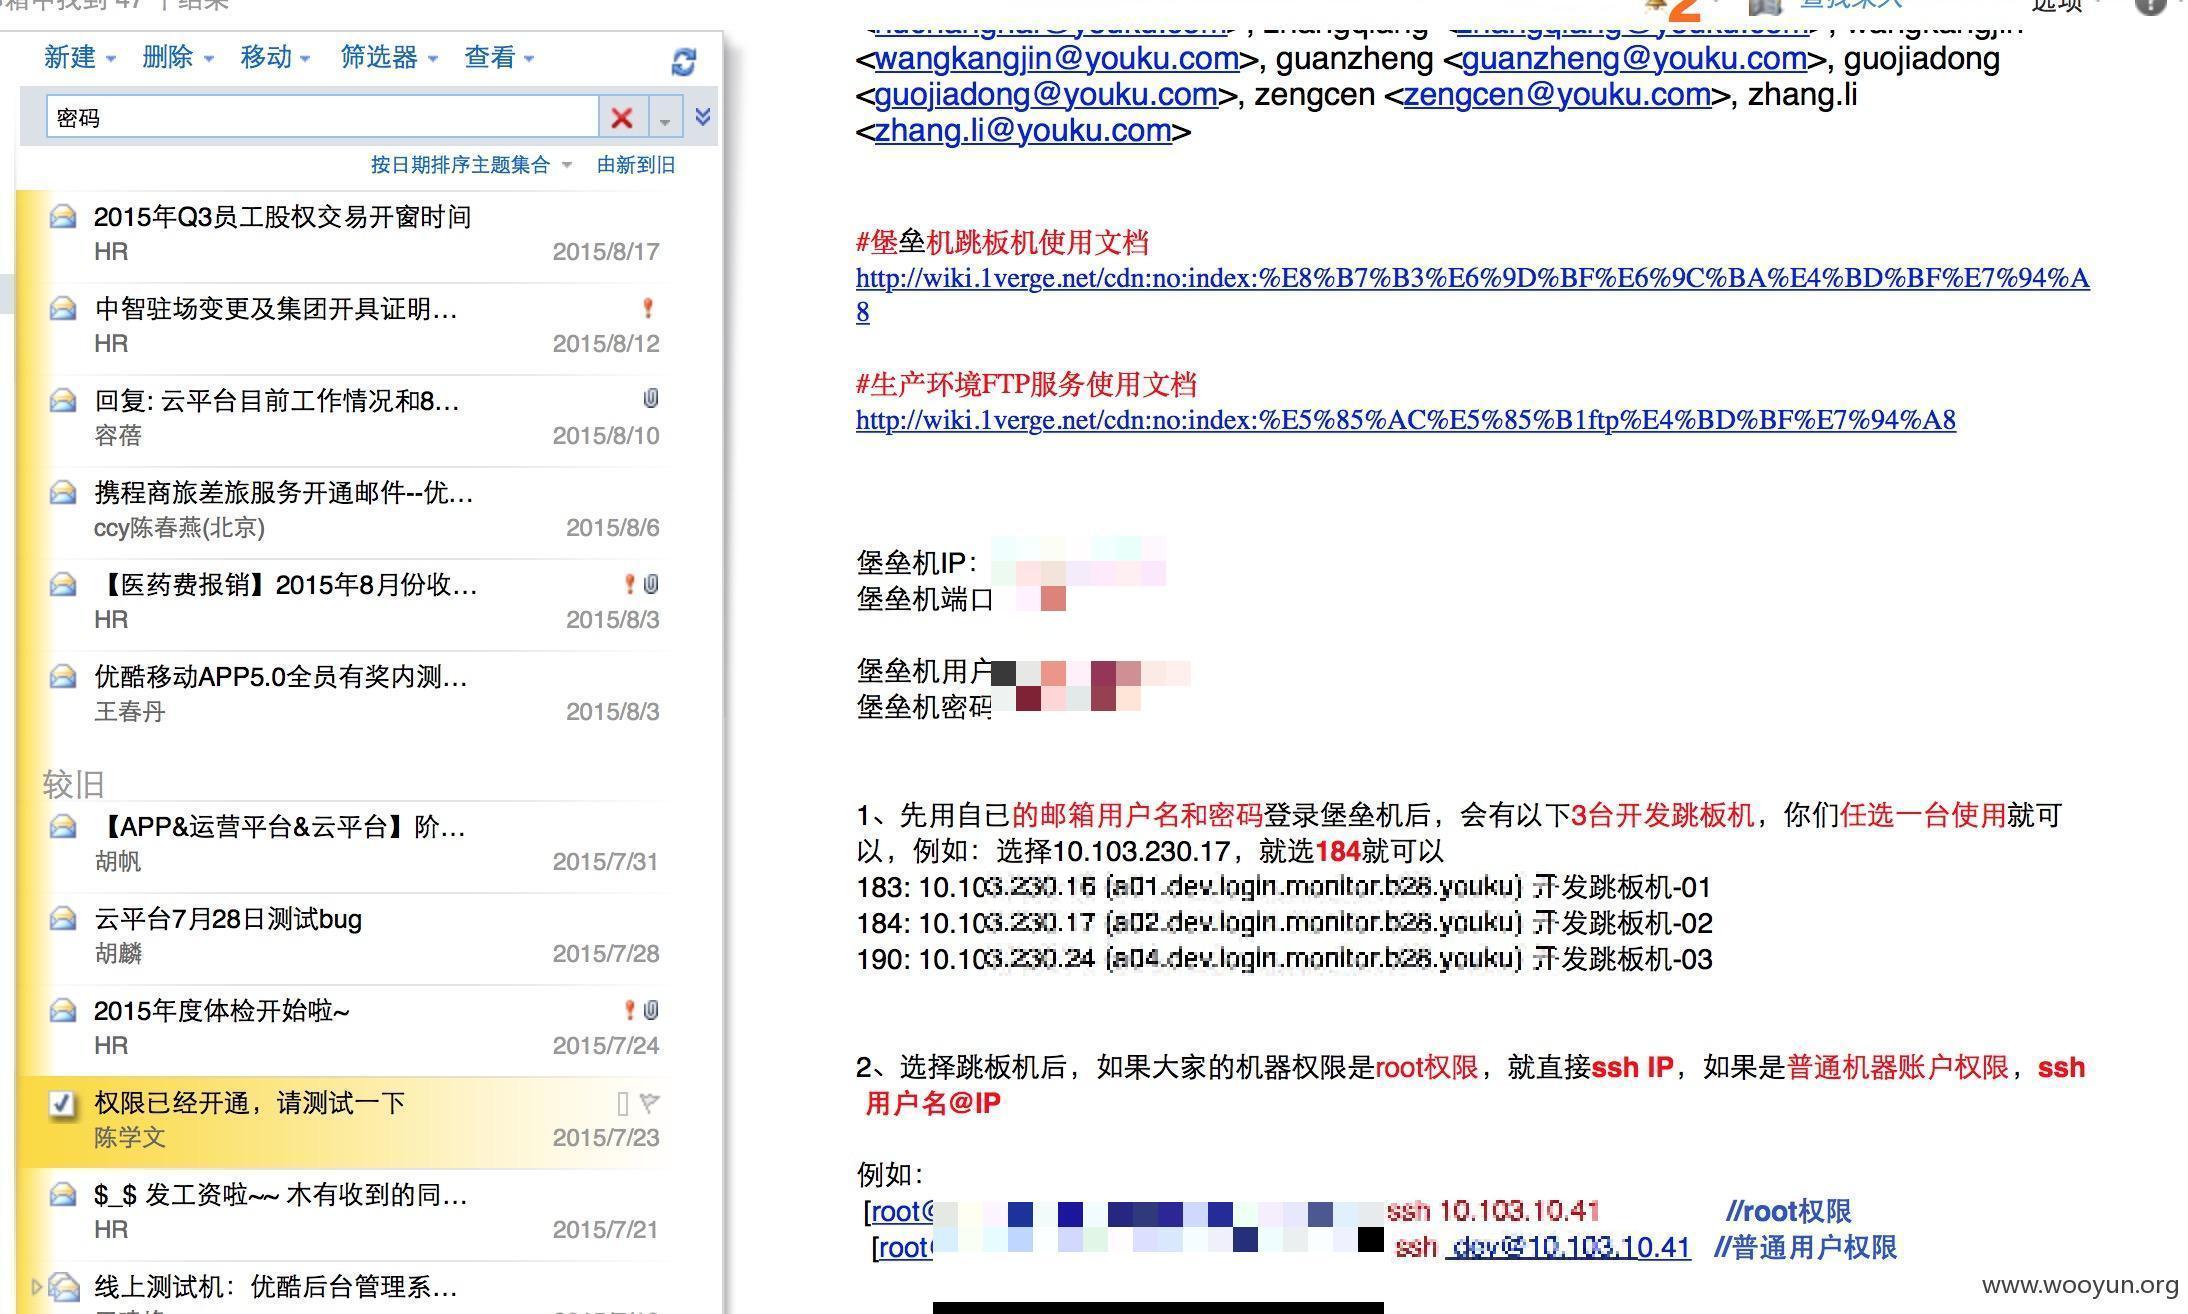 新建 删除 移动 筛选器 查看
密码
按日期排序主题集合 由新到旧
2015年Q3员工股权交易开窗时间
HR 2015/8/17
中智驻场变更及集团开具证明...
HR 2015/8/12
回复: 云平台目前工作情况和8...
容蓓 2015/8/10
携程商旅差旅服务开通邮件--优...
ccy陈春燕(北京) 2015/8/6
【医药费报销】2015年8月份收...
HR 2015/8/3
优酷移动APP5.0全员有奖内测...
王春丹 2015/8/3
较旧
【APP&运营平台&云平台】阶...
胡帆 2015/7/31
云平台7月28日测试bug
胡麟 2015/7/28
2015年度体检开始啦~
HR 2015/7/24
权限已经开通，请测试一下
陈学文 2015/7/23
$_$ 发工资啦~~ 木有收到的同...
HR 2015/7/21
线上测试机：优酷后台管理系...
<wangkangjin@youku.com>, guanzheng <guanzheng@youku.com>, guojiadong
<guojiadong@youku.com>, zengcen <zengcen@youku.com>, zhang.li
<zhang.li@youku.com>
#堡垒机跳板机使用文档
http://wiki.1verge.net/cdn:no:index:%E8%B7%B3%E6%9D%BF%E6%9C%BA%E4%BD%BF%E7%94%A
8
#生产环境FTP服务使用文档
http://wiki.1verge.net/cdn:no:index:%E5%85%AC%E5%85%B1ftp%E4%BD%BF%E7%94%A8
堡垒机IP：
堡垒机端口
堡垒机用户
堡垒机密码
1、先用自已的邮箱用户名和密码登录堡垒机后，会有以下3台开发跳板机，你们任选一台使用就可
以，例如：选择10.103.230.17，就选184就可以
183: 10.103.230.16 (a01.dev.login.monitor.b28.youku) 开发跳板机-01
184: 10.103.230.17 (a02.dev.login.monitor.b28.youku) 开发跳板机-02
190: 10.103.230.24 (a04.dev.login.monitor.b28.youku) 开发跳板机-03
2、选择跳板机后，如果大家的机器权限是root权限，就直接ssh IP，如果是普通机器账户权限，ssh
用户名@IP
例如：
[root@ ssh 10.103.10.41 //root权限
[root ssh dev@10.103.10.41 //普通用户权限
www.wooyun.org